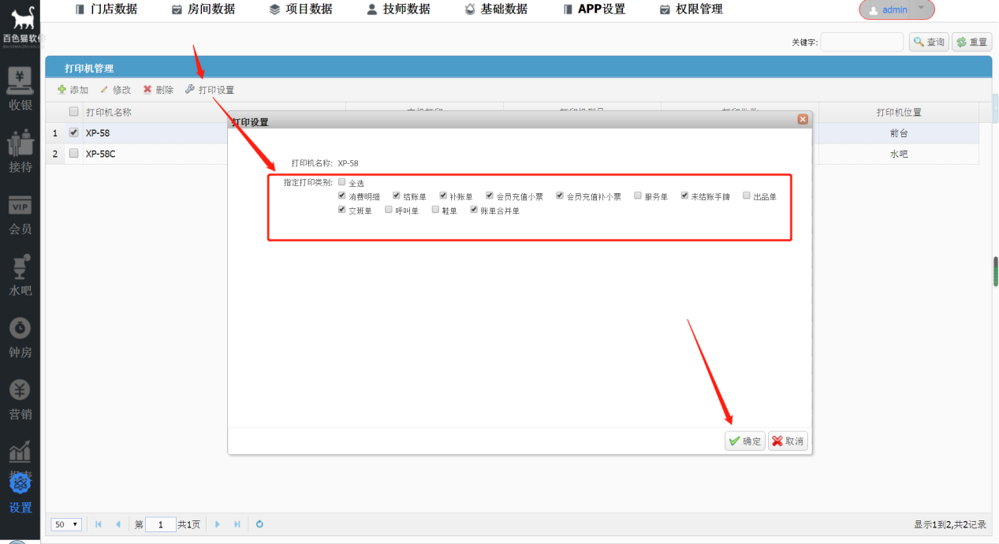 门店数据 房间数据 项目数据 技师数据 基础数据 APP设置 权限管理 admin
百色猫软件
关键字: 查询 重置
打印机管理
添加 修改 删除 打印设置
打印机名称 打印机位置
1 XP-58 前台
2 XP-58C 水吧
打印设置
打印机名称: XP-58
指定打印类别: 全选
消费明细 结账单 补账单 会员充值小票 会员充值补小票 服务单 未结账手牌 出品单
交班单 呼叫单 鞋单 账单合并单
确定 取消
收银
接待
VIP
会员
水吧
钟房
营销
设置
50 第 1 共1页 显示1到2,共2记录